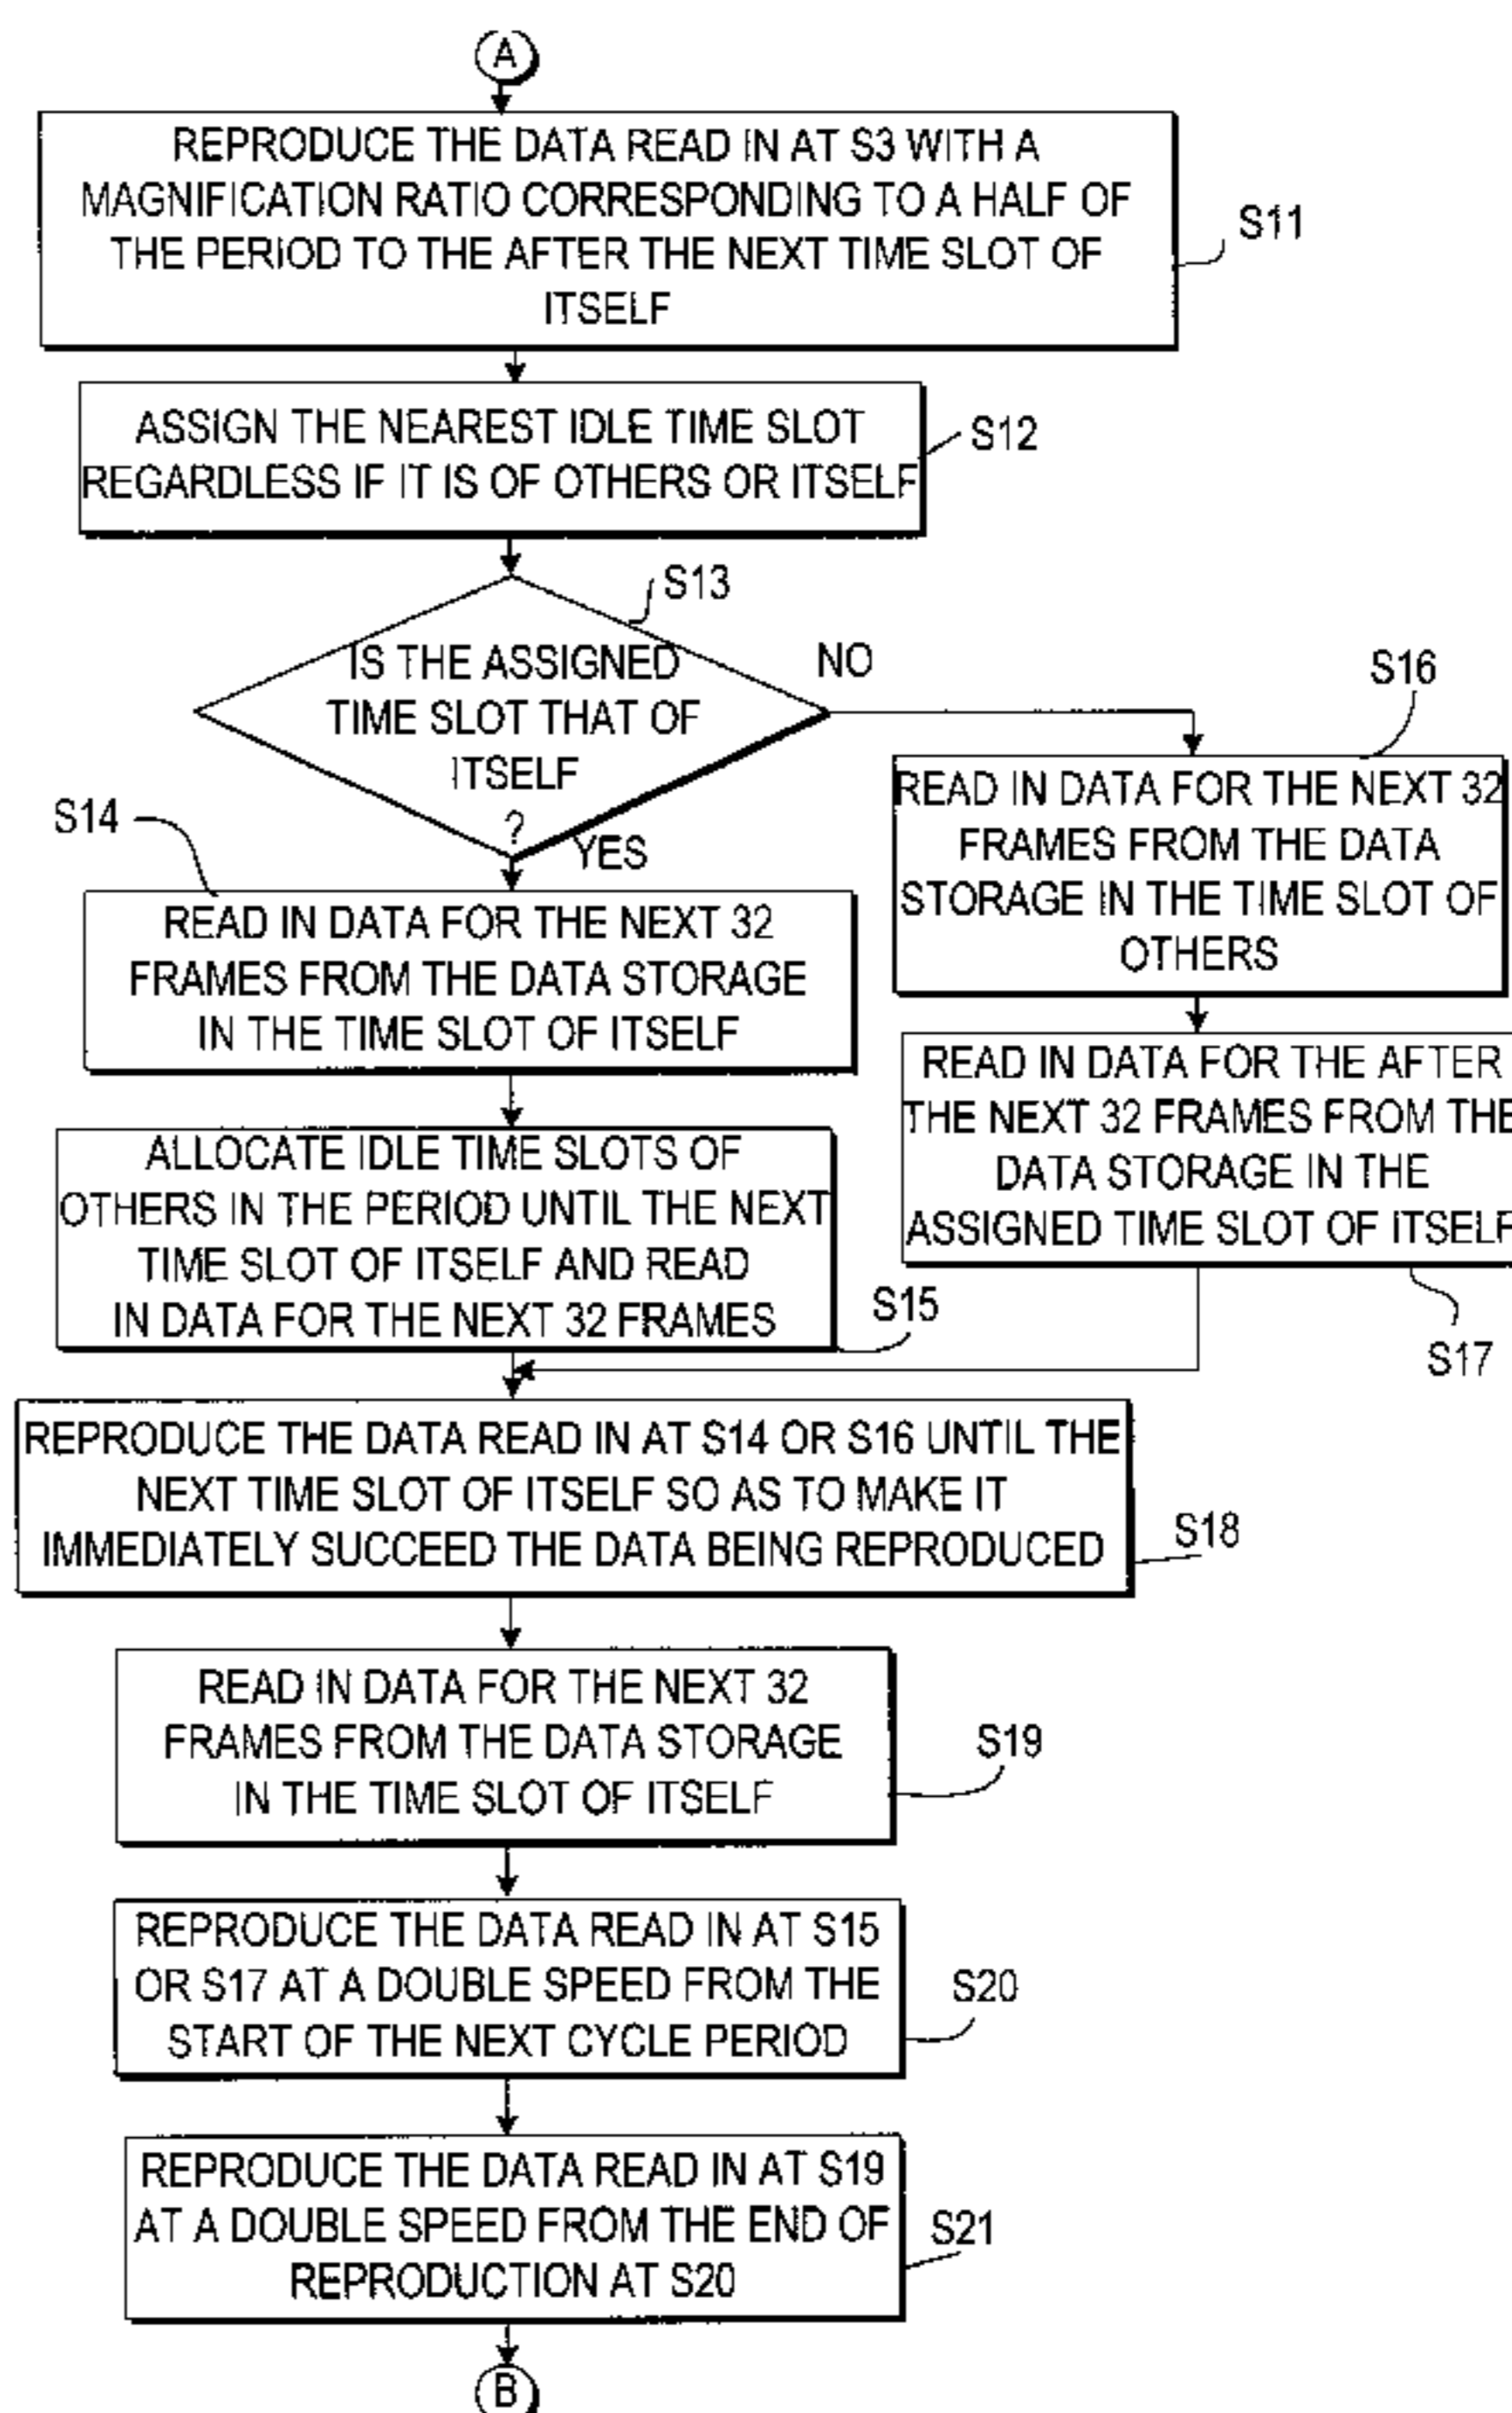 A
REPRODUCE THE DATA READ IN AT S3 WITH A
MAGNIFICATION RATIO CORRESPONDING TO A HALF OF
THE PERIOD TO THE AFTER THE NEXT TIME SLOT OF
ITSELF
S11
ASSIGN THE NEAREST IDLE TIME SLOT
REGARDLESS IF IT IS OF OTHERS OR ITSELF
S12
S13
IS THE ASSIGNED
TIME SLOT THAT OF
ITSELF
?
NO
YES
S14
READ IN DATA FOR THE NEXT 32
FRAMES FROM THE DATA STORAGE
IN THE TIME SLOT OF ITSELF
S16
READ IN DATA FOR THE NEXT 32
FRAMES FROM THE DATA
STORAGE IN THE TIME SLOT OF
OTHERS
READ IN DATA FOR THE AFTER
THE NEXT 32 FRAMES FROM THE
DATA STORAGE IN THE
ASSIGNED TIME SLOT OF ITSELF
S17
ALLOCATE IDLE TIME SLOTS OF
OTHERS IN THE PERIOD UNTIL THE NEXT
TIME SLOT OF ITSELF AND READ
IN DATA FOR THE NEXT 32 FRAMES
S15
REPRODUCE THE DATA READ IN AT S14 OR S16 UNTIL THE
NEXT TIME SLOT OF ITSELF SO AS TO MAKE IT
IMMEDIATELY SUCCEED THE DATA BEING REPRODUCED
S18
READ IN DATA FOR THE NEXT 32
FRAMES FROM THE DATA STORAGE
IN THE TIME SLOT OF ITSELF
S19
REPRODUCE THE DATA READ IN AT S15
OR S17 AT A DOUBLE SPEED FROM THE
START OF THE NEXT CYCLE PERIOD
S20
REPRODUCE THE DATA READ IN AT S19
AT A DOUBLE SPEED FROM THE END OF
REPRODUCTION AT S20
S21
B